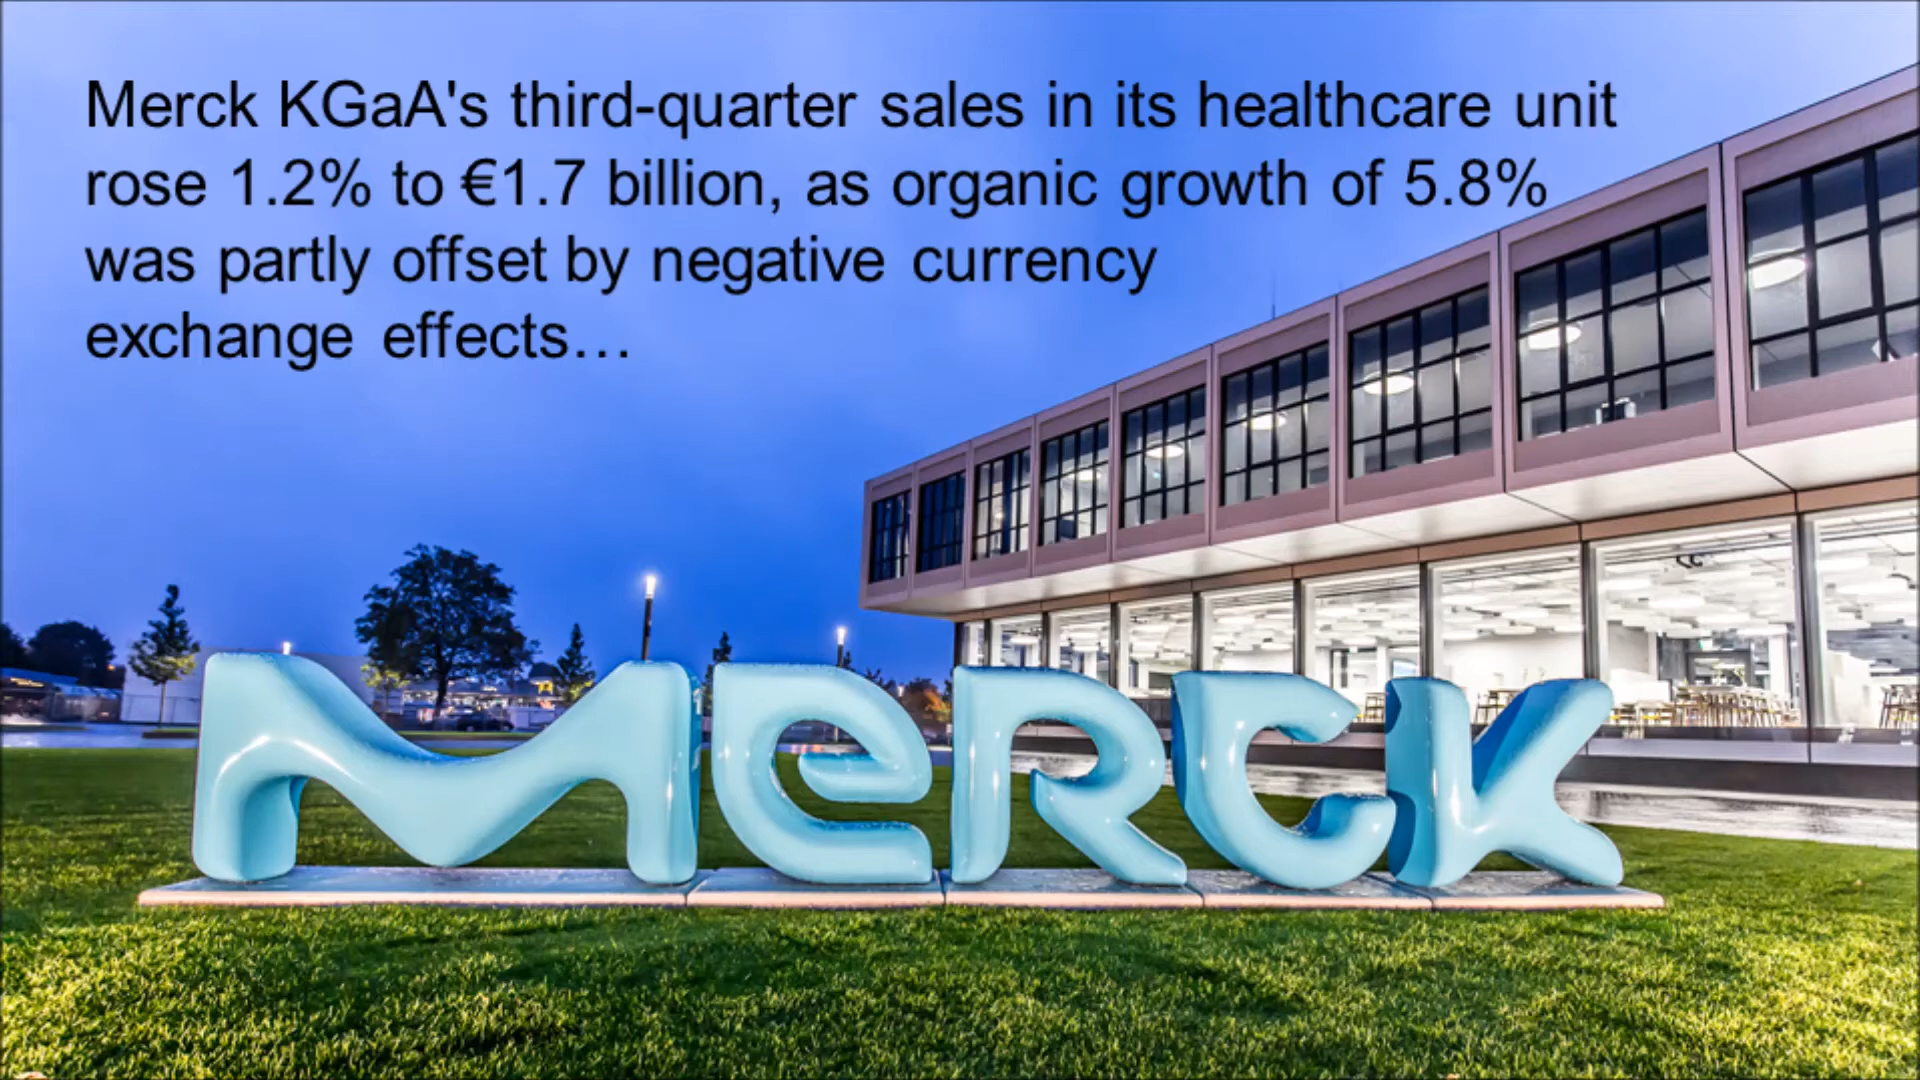 Merck KGaA's third-quarter sales in its healthcare unit
rose 1.2% to €1.7 billion, as organic growth of 5.8%
was partly offset by negative currency
exchange effects…
MERCK